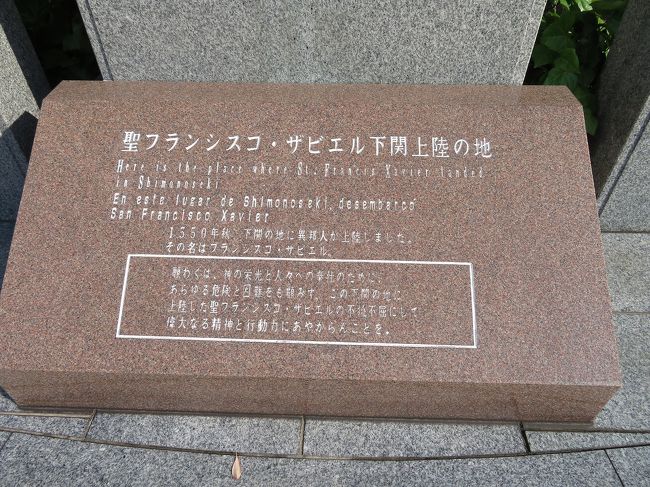 聖フランシスコ・ザビエル下関上陸の地
Here is the place where St. Francis Xavier landed
in Shimonoseki
En este lugar de Shimonoseki, desembarcó
San Francisco Xavier
1550年秋、下関の地に異邦人が上陸しました。
その名はフランシスコ・ザビエル。
願わくは、神の栄光と人々への奉仕のために、
あらゆる危険と困難をも顧みず、この下関の地に
上陸した聖フランシスコ・ザビエルの不撓不屈にして
偉大なる精神と行動力にあやからんことを。